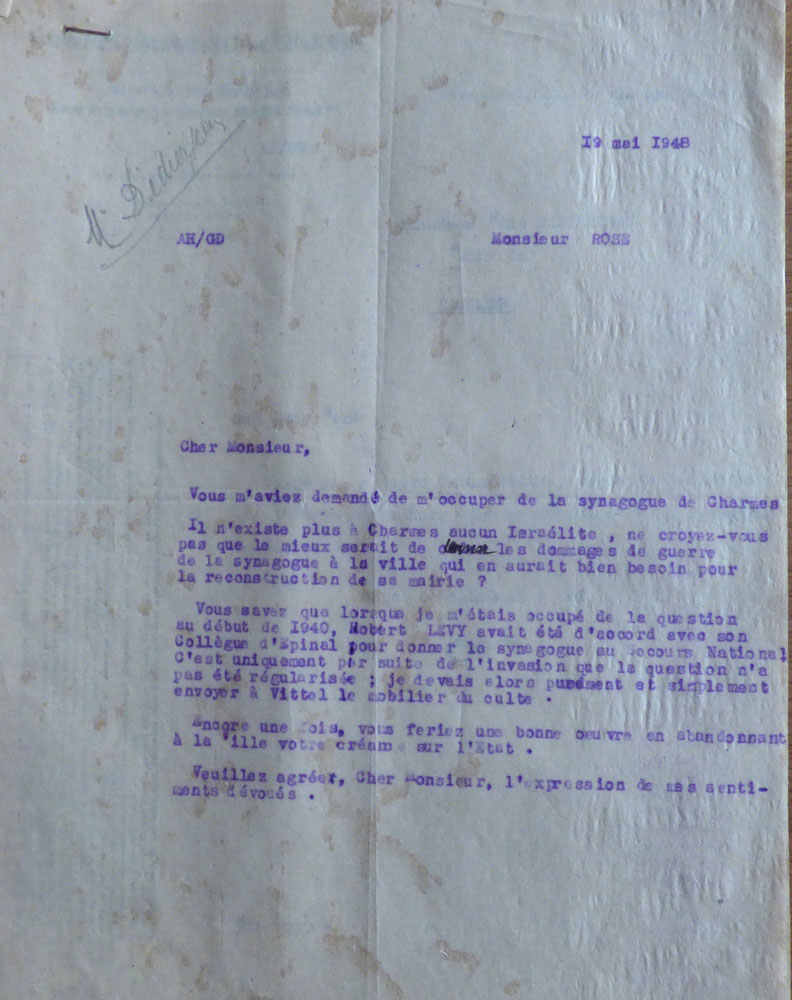 19 mai 1948
Mr
AH/GD
Monsieur ROSE
Cher Monsieur,
Vous m'aviez demandé de m'occuper de la synagogue de Charmes
Il n'existe plus à Charmes aucun Israélite , ne croyez-vous
pas que le mieux serait de donner les dommages de guerre
de la synagogue à la ville qui en aurait bien besoin pour
la reconstruction de sa mairie ?
Vous savez que lorsque je m'étais occupé de la question
au début de 1940, Robert LEVY avait été d'accord avec son
Collègue d'Epinal pour donner la synagogue au Secours National
C'est uniquement par suite de l'invasion que la question n'a
pas été régularisée ; je devais alors purement et simplement
envoyer à Vittel le mobilier du culte .
Encore une fois, vous feriez une bonne oeuvre en abandonnant
à la Ville votre créance sur l'Etat .
Veuillez agréer, Cher Monsieur, l'expression de mes senti-
ments dévoués .